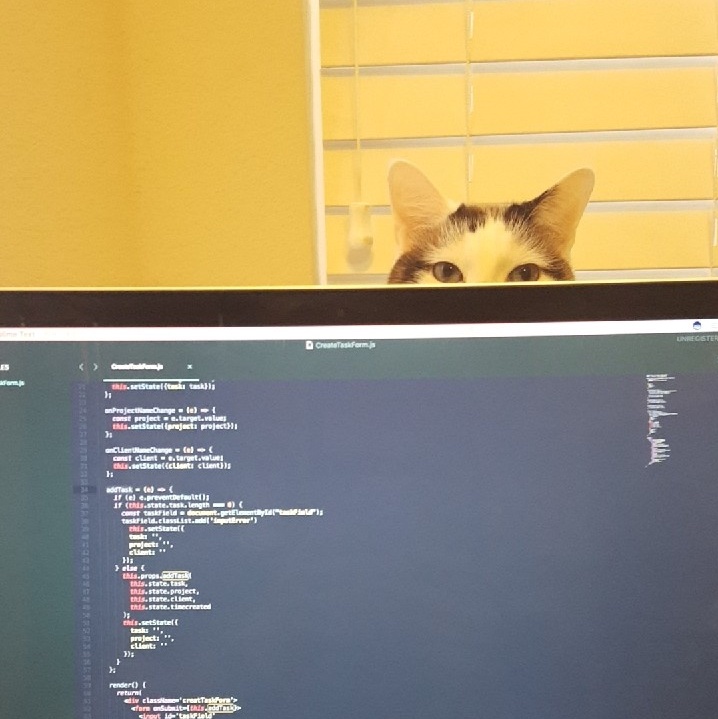 CreateTaskForm.js
UNREGISTER
CreateTaskForm.js ×
this.setState({task: task});
};
onProjectNameChange = (e) => {
const project = e.target.value;
this.setState({project: project});
};
onClientNameChange = (e) => {
const client = e.target.value;
this.setState({client: client});
};
addTask = (e) => {
if (e) e.preventDefault();
if (this.state.task.length === 0) {
const taskField = document.getElementById("taskField");
taskField.classList.add('inputError')
this.setState({
task: '',
project: '',
client: ''
});
} else {
this.props.addTask(
this.state.task,
this.state.project,
this.state.client,
this.state.timecreated
);
this.setState({
task: '',
project: '',
client: ''
});
}
};
render() {
return(
<div className='creatTaskForm'>
<form onSubmit={this.addTask}>
<input id='taskField'